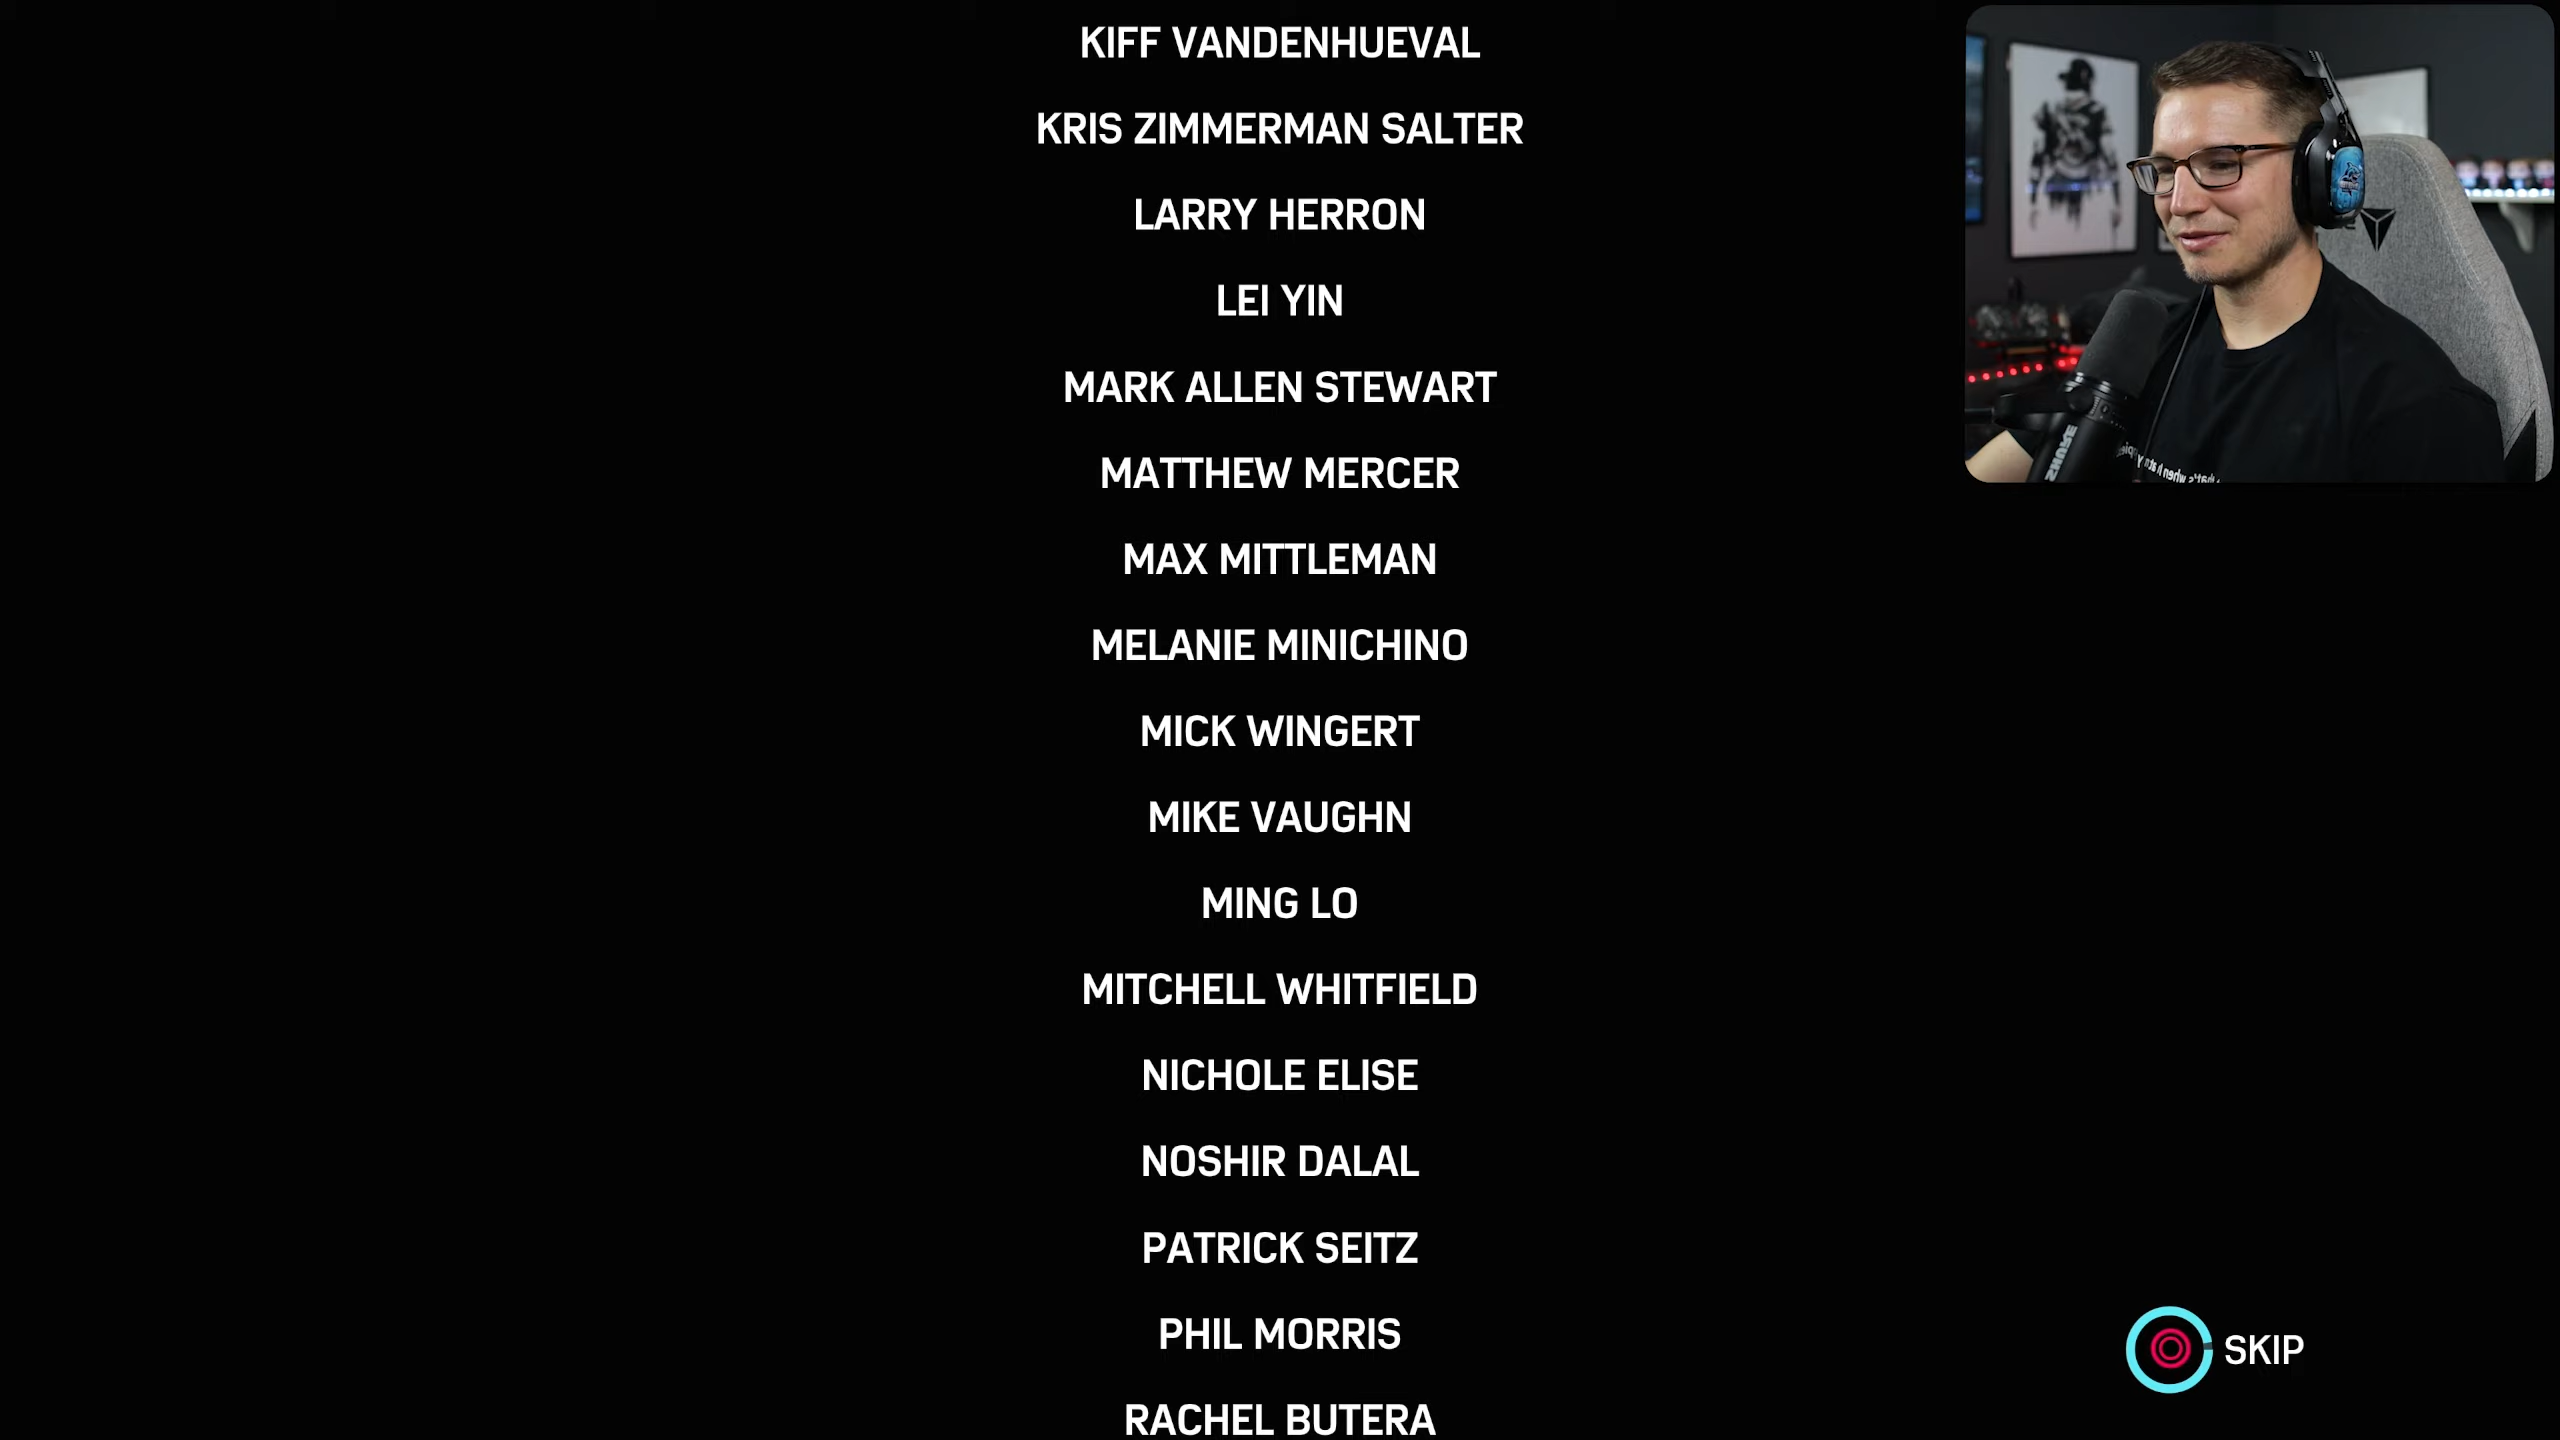 KIFF VANDENHUEVAL
KRIS ZIMMERMAN SALTER
LARRY HERRON
LEI YIN
MARK ALLEN STEWART
MATTHEW MERCER
MAX MITTLEMAN
MELANIE MINICHINO
MICK WINGERT
MIKE VAUGHN
MING LO
MITCHELL WHITFIELD
NICHOLE ELISE
NOSHIR DALAL
PATRICK SEITZ
PHIL MORRIS
RACHEL BUTERA
SKIP
SHURE